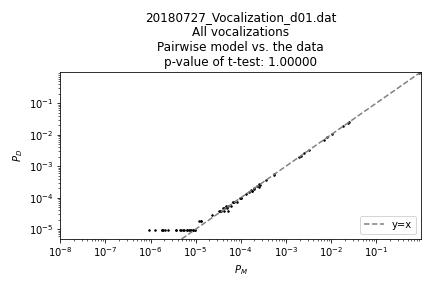 20180727_Vocalization_d01.dat
All vocalizations
Pairwise model vs. the data
p-value of t-test: 1.00000
10⁻¹
10⁻²
10⁻³
10⁻⁴
10⁻⁵
P_D
y=x
10⁻⁸ 10⁻⁷ 10⁻⁶ 10⁻⁵ 10⁻⁴ 10⁻³ 10⁻² 10⁻¹
P_M